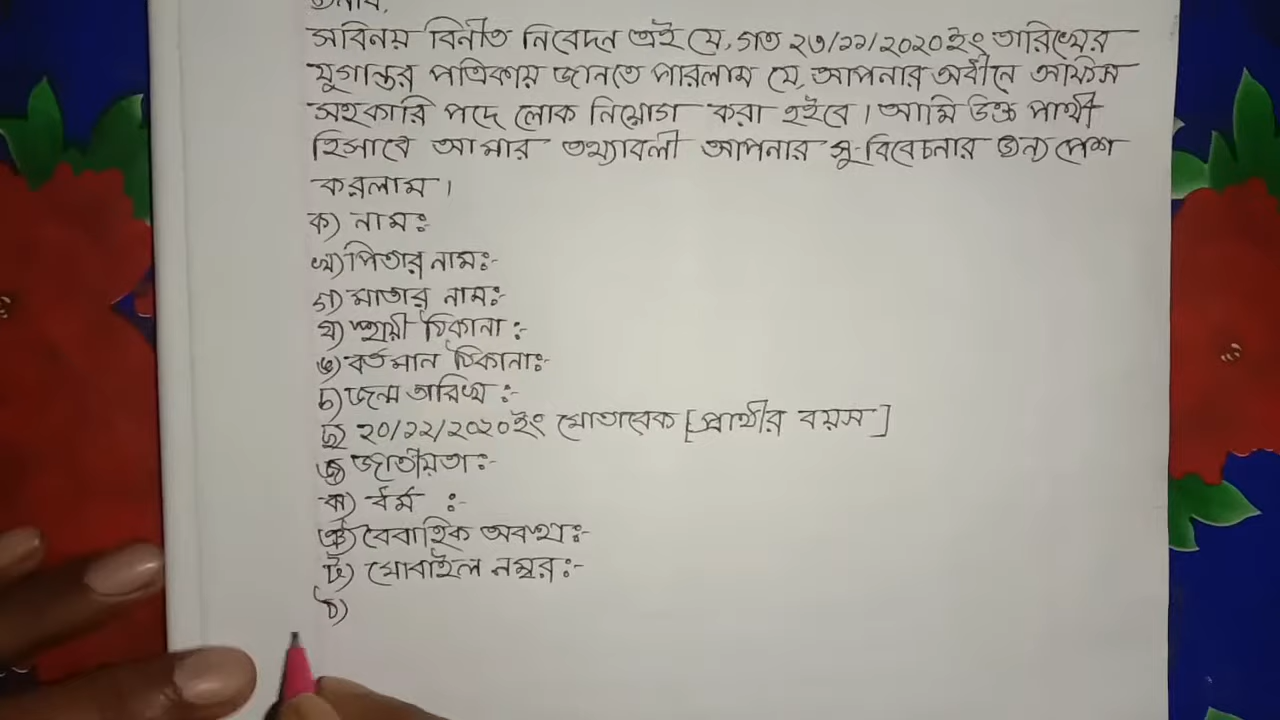 জনাব,
সবিনয় বিনীত নিবেদন এই যে, গত ২৩/১১/২০২০ইং তারিখের
যুগান্তর পত্রিকায় জানতে পারলাম যে, আপনার অধীনে অফিস
সহকারি পদে লোক নিয়োগ করা হইবে। আমি উক্ত পার্থী
হিসাবে আমার তথ্যাবলী আপনার সু-বিবেচনার জন্য পেশ
করলাম।
ক) নামঃ
খ) পিতার নামঃ-
গ) মাতার নামঃ
ঘ) স্থায়ী ঠিকানা :-
ঙ) বর্তমান ঠিকানাঃ-
চ) জন্ম তারিখ :-
ছ) ২০/১২/২০২০ইং মোতাবেক [প্রার্থীর বয়স]
জ) জাতীয়তাঃ-
ঝ) ধর্ম :-
ঞ) বৈবাহিক অবস্থাঃ-
ট) মোবাইল নম্বরঃ-
ঠ)